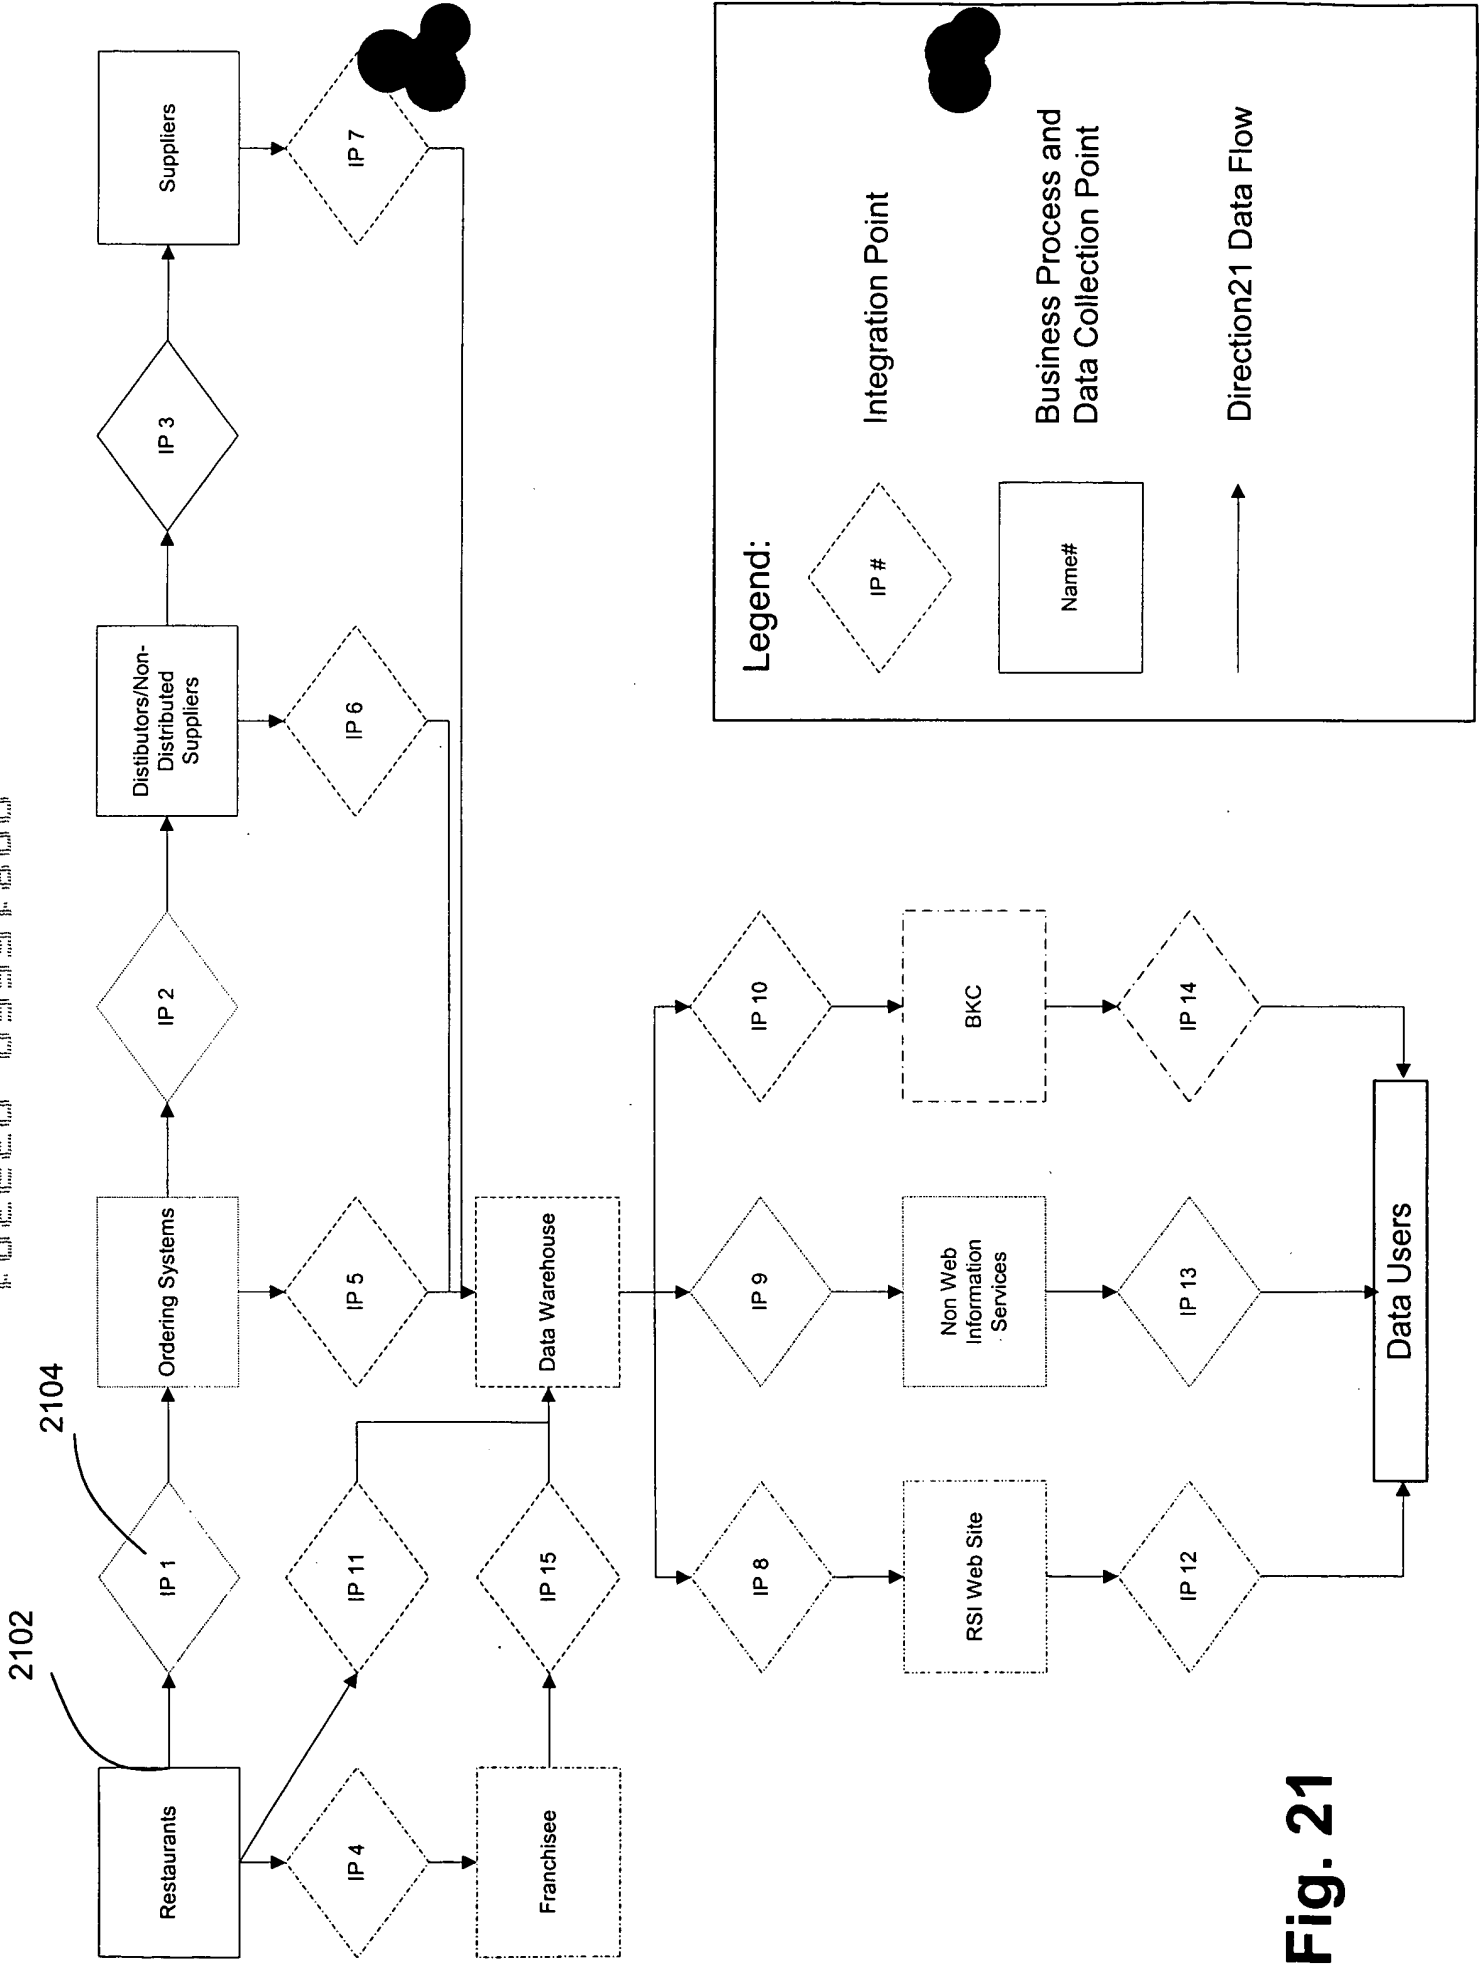 2102
2104
Restaurants
IP 1
Ordering Systems
IP 2
Distibutors/Non-
Distributed
Suppliers
IP 3
Suppliers
IP 4
IP 11
IP 5
IP 6
IP 7
Franchisee
IP 15
Data Warehouse
IP 8
IP 9
IP 10
RSI Web Site
Non Web
Information
Services
BKC
IP 12
IP 13
IP 14
Data Users
Legend:
IP #
Integration Point
Name#
Business Process and
Data Collection Point
Direction21 Data Flow
Fig. 21